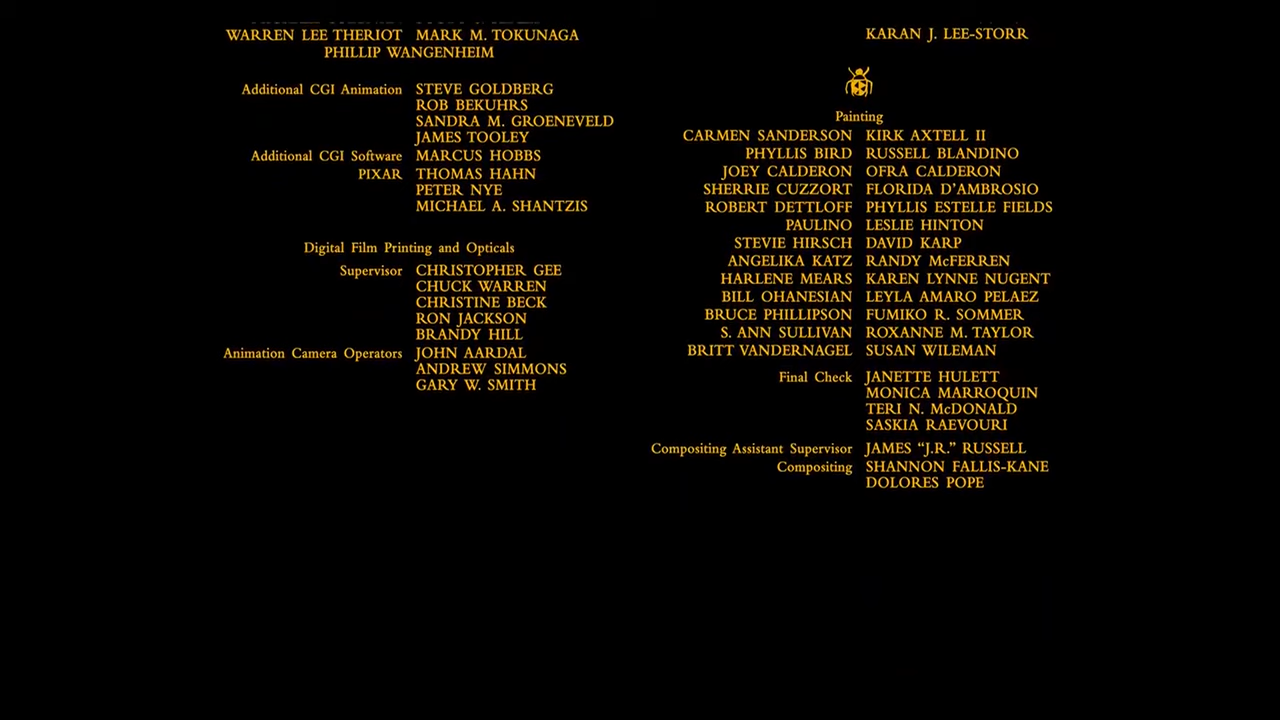 WARREN LEE THERIOT MARK M. TOKUNAGA
PHILLIP WANGENHEIM
Additional CGI Animation STEVE GOLDBERG
ROB BEKUHRS
SANDRA M. GROENEVELD
JAMES TOOLEY
Additional CGI Software MARCUS HOBBS
PIXAR THOMAS HAHN
PETER NYE
MICHAEL A. SHANTZIS
Digital Film Printing and Opticals
Supervisor CHRISTOPHER GEE
CHUCK WARREN
CHRISTINE BECK
RON JACKSON
BRANDY HILL
Animation Camera Operators JOHN AARDAL
ANDREW SIMMONS
GARY W. SMITH
KARAN J. LEE-STORR
Painting
CARMEN SANDERSON KIRK AXTELL II
PHYLLIS BIRD RUSSELL BLANDINO
JOEY CALDERON OFRA CALDERON
SHERRIE CUZZORT FLORIDA D'AMBROSIO
ROBERT DETTLOFF PHYLLIS ESTELLE FIELDS
PAULINO LESLIE HINTON
STEVIE HIRSCH DAVID KARP
ANGELIKA KATZ RANDY McFERREN
HARLENE MEARS KAREN LYNNE NUGENT
BILL OHANESIAN LEYLA AMARO PELAEZ
BRUCE PHILLIPSON FUMIKO R. SOMMER
S. ANN SULLIVAN ROXANNE M. TAYLOR
BRITT VANDERNAGEL SUSAN WILEMAN
Final Check JANETTE HULETT
MONICA MARROQUIN
TERI N. McDONALD
SASKIA RAEVOURI
Compositing Assistant Supervisor JAMES “J.R.” RUSSELL
Compositing SHANNON FALLIS-KANE
DOLORES POPE